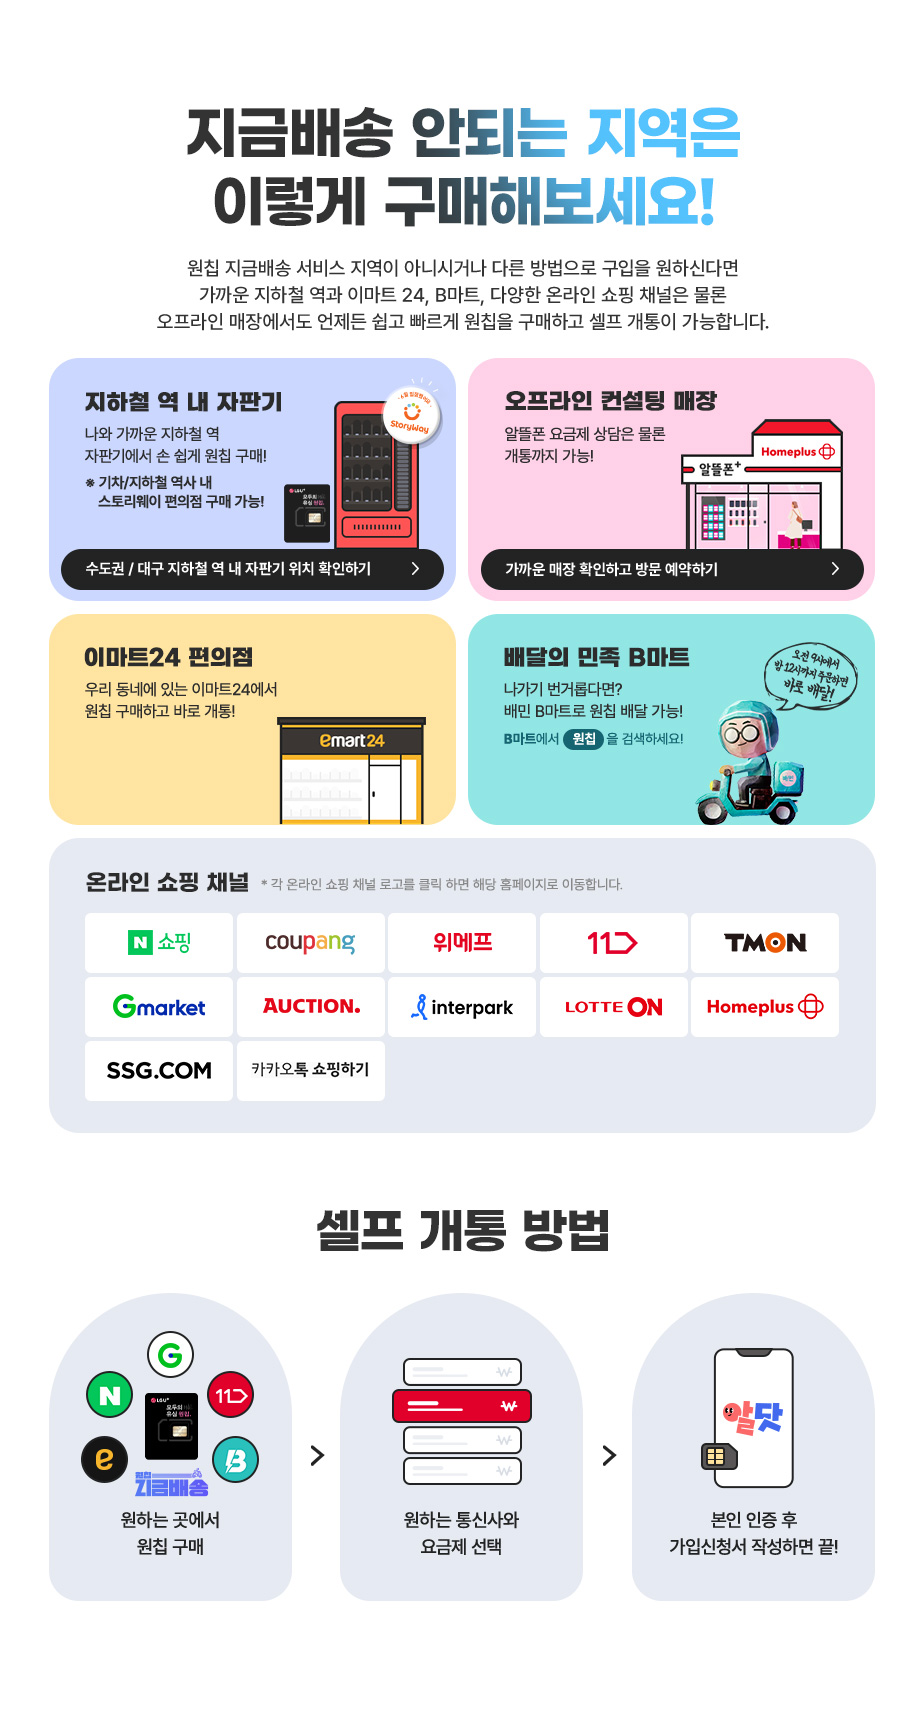 지금배송 안되는 지역은
이렇게 구매해보세요!
원칩 지금배송 서비스 지역이 아니시거나 다른 방법으로 구입을 원하신다면
가까운 지하철 역과 이마트 24, B마트, 다양한 온라인 쇼핑 채널은 물론
오프라인 매장에서도 언제든 쉽고 빠르게 원칩을 구매하고 셀프 개통이 가능합니다.
지하철 역 내 자판기
나와 가까운 지하철 역
자판기에서 손 쉽게 원칩 구매!
※ 기차/지하철 역사 내
스토리웨이 편의점 구매 가능!
StoryWay
LG U+
모두의
유심 원칩.
수도권 / 대구 지하철 역 내 자판기 위치 확인하기 >
오프라인 컨설팅 매장
알뜰폰 요금제 상담은 물론
개통까지 가능!
Homeplus
알뜰폰+
가까운 매장 확인하고 방문 예약하기 >
이마트24 편의점
우리 동네에 있는 이마트24에서
원칩 구매하고 바로 개통!
emart24
배달의 민족 B마트
나가기 번거롭다면?
배민 B마트로 원칩 배달 가능!
B마트에서 원칩 을 검색하세요!
오전 9시에서
밤 12시까지 주문하면
바로 배달!
배민
온라인 쇼핑 채널 * 각 온라인 쇼핑 채널 로고를 클릭 하면 해당 홈페이지로 이동합니다.
N 쇼핑 coupang 위메프 11 TMON
Gmarket AUCTION. interpark LOTTE ON Homeplus
SSG.COM 카카오톡 쇼핑하기
셀프 개통 방법
G
N
11
LG U+
모두의
유심 원칩.
e
B
원칩
지금배송
원하는 곳에서
원칩 구매
>
₩
₩
₩
₩
원하는 통신사와
요금제 선택
>
알닷
본인 인증 후
가입신청서 작성하면 끝!